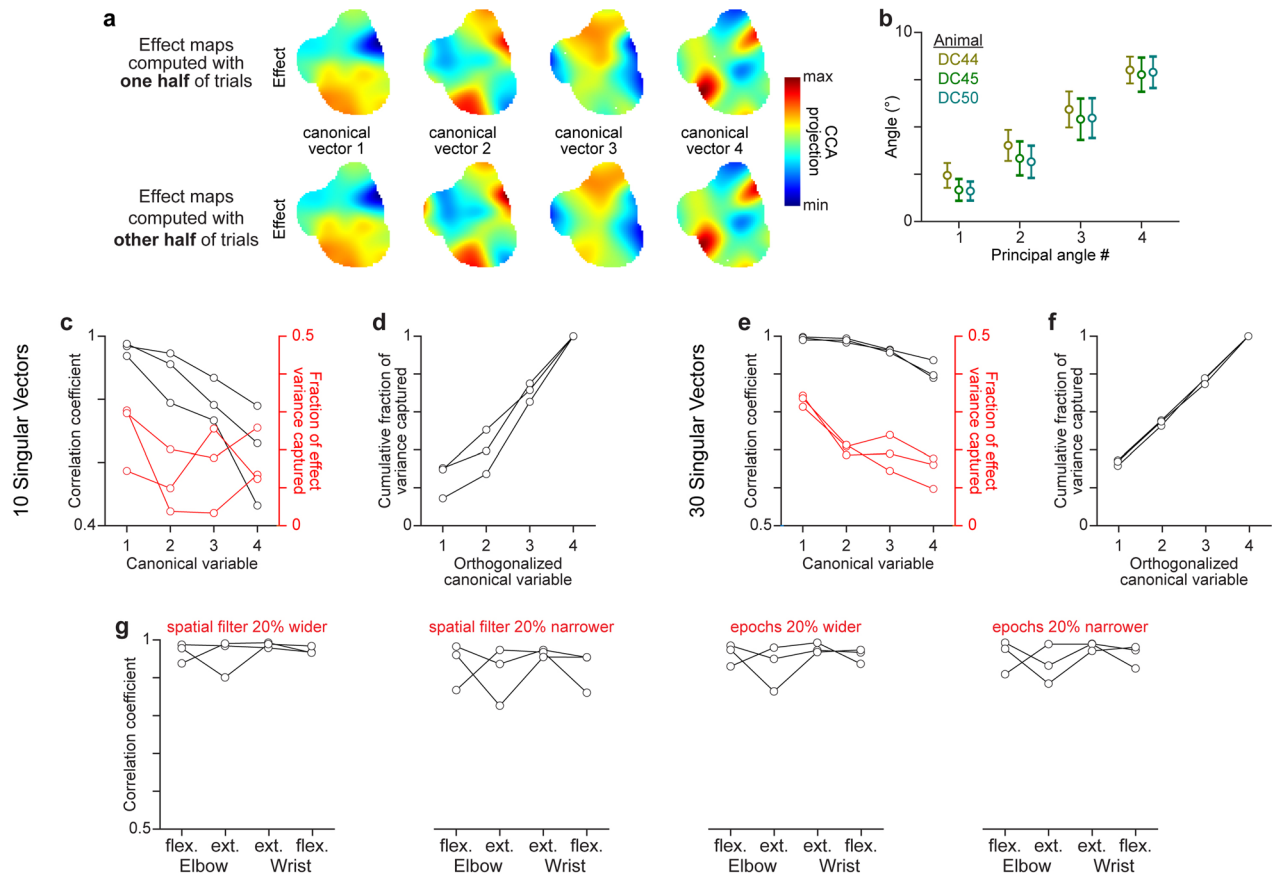 a
Effect maps
computed with
one half of trials
Effect
canonical
vector 1
canonical
vector 2
canonical
vector 3
canonical
vector 4
Effect maps
computed with
other half of trials
Effect
max
CCA
projection
min
b
10
Angle (°)
0
Animal
DC44
DC45
DC50
1 2 3 4
Principal angle #
10 Singular Vectors
c
1
Correlation coefficient
0.4
0.5
Fraction of effect
variance captured
0
1 2 3 4
Canonical variable
d
1
Cumulative fraction of
variance captured
0
1 2 3 4
Orthogonalized
canonical variable
30 Singular Vectors
e
1
Correlation coefficient
0.5
0.5
Fraction of effect
variance captured
0
1 2 3 4
Canonical variable
f
1
Cumulative fraction of
variance captured
0
1 2 3 4
Orthogonalized
canonical variable
g
1
Correlation coefficient
0.5
spatial filter 20% wider
flex. ext. ext. flex.
Elbow Wrist
spatial filter 20% narrower
flex. ext. ext. flex.
Elbow Wrist
epochs 20% wider
flex. ext. ext. flex.
Elbow Wrist
epochs 20% narrower
flex. ext. ext. flex.
Elbow Wrist